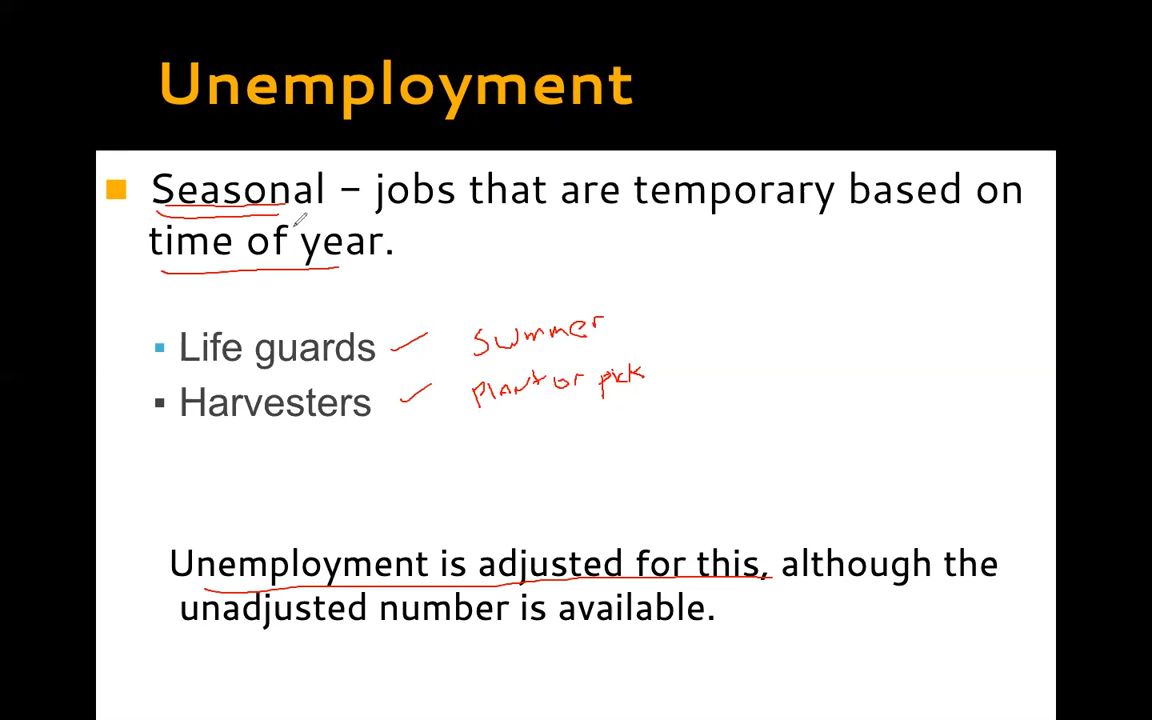 Unemployment
Seasonal – jobs that are temporary based on
time of year.
Life guards summer
Harvesters plant or pick
Unemployment is adjusted for this, although the
unadjusted number is available.